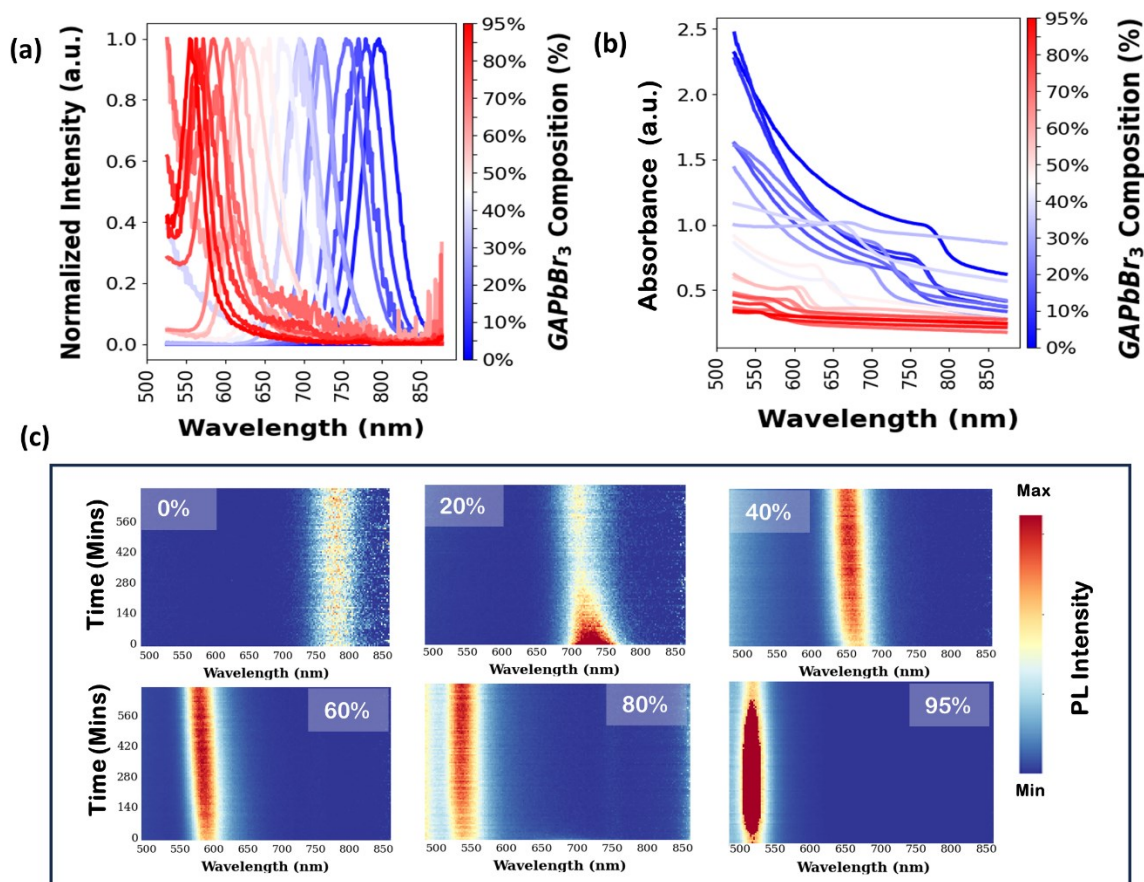 (a)
Normalized Intensity (a.u.)
1.0
0.8
0.6
0.4
0.2
0.0
500
550
600
650
700
750
800
850
Wavelength (nm)
95%
80%
70%
60%
50%
40%
30%
20%
10%
0%
GAPbBr₃ Composition (%)
(b)
Absorbance (a.u.)
2.5
2.0
1.5
1.0
0.5
500
550
600
650
700
750
800
850
Wavelength (nm)
95%
80%
70%
60%
50%
40%
30%
20%
10%
0%
GAPbBr₃ Composition (%)
(c)
Time (Mins)
560
420
280
140
0
0%
500 550 600 650 700 750 800 850
Wavelength (nm)
20%
500 550 600 650 700 750 800 850
Wavelength (nm)
40%
500 550 600 650 700 750 800 850
Wavelength (nm)
Time (Mins)
560
420
280
140
0
60%
500 550 600 650 700 750 800 850
Wavelength (nm)
80%
500 550 600 650 700 750 800 850
Wavelength (nm)
95%
500 550 600 650 700 750 800 850
Wavelength (nm)
Max
PL Intensity
Min